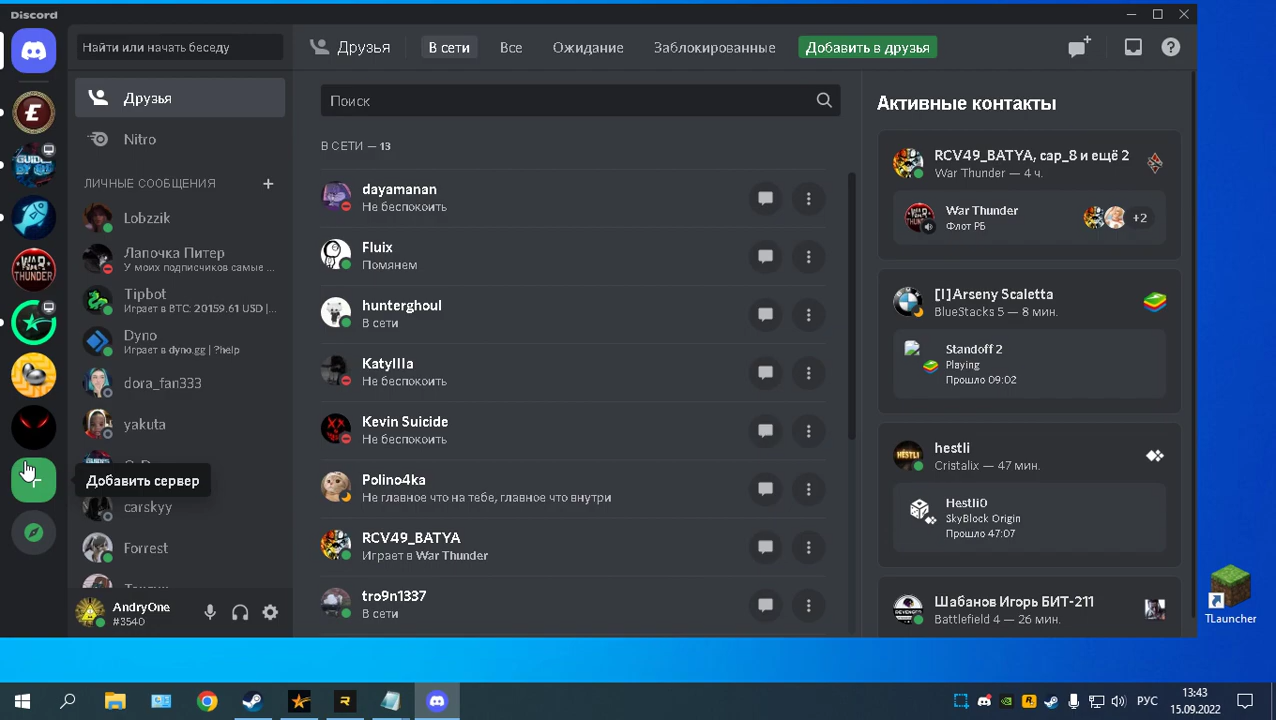 Discord
Найти или начать беседу
Друзья
В сети
Все
Ожидание
Заблокированные
Добавить в друзья
Друзья
Nitro
ЛИЧНЫЕ СООБЩЕНИЯ
Lobzzik
Лапочка Питер
У моих подписчиков самые ...
Tipbot
Играет в BTC: 20159.61 USD |...
Dyno
Играет в dyno.gg | ?help
dora_fan333
yakuta
Добавить сервер
carskyy
Forrest
AndryOne
#3540
Поиск
В СЕТИ — 13
dayamanan
Не беспокоить
Fluix
Помянем
hunterghoul
В сети
KatyIIIa
Не беспокоить
Kevin Suicide
Не беспокоить
Polino4ka
Не главное что на тебе, главное что внутри
RCV49_BATYA
Играет в War Thunder
tro9n1337
В сети
Активные контакты
RCV49_BATYA, cap_8 и ещё 2
War Thunder — 4 ч.
War Thunder
Флот РБ
+2
[I]Arseny Scaletta
BlueStacks 5 — 8 мин.
Standoff 2
Playing
Прошло 09:02
hestli
Cristalix — 47 мин.
Hestli0
SkyBlock Origin
Прошло 47:07
Шабанов Игорь БИТ-211
Battlefield 4 — 26 мин.
TLauncher
РУС
13:43
15.09.2022